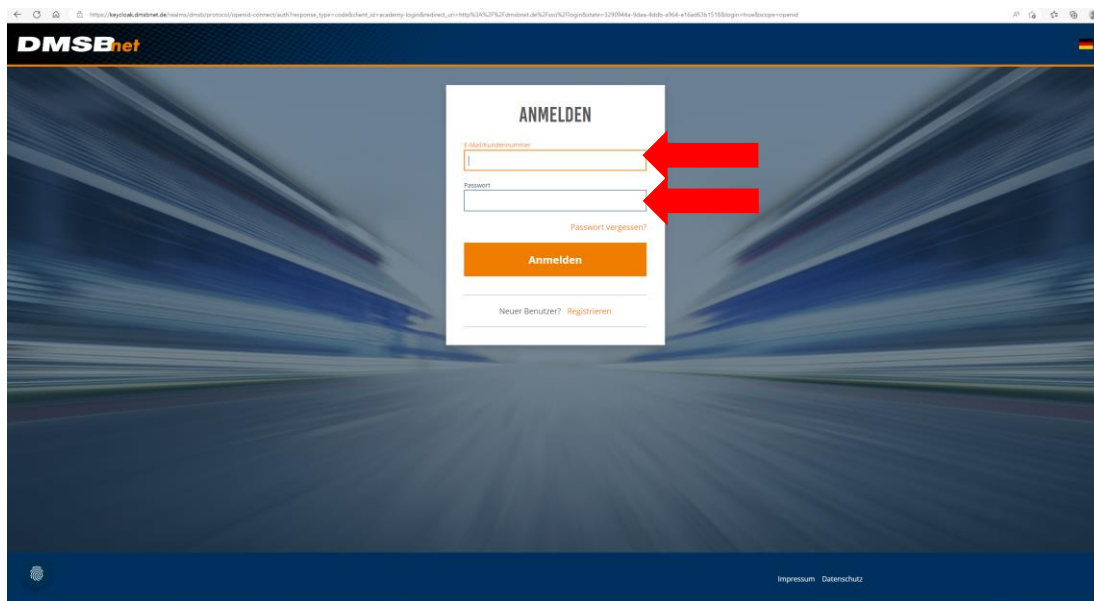 DMSBnet
ANMELDEN
E-Mail/Kundennummer
Passwort
Passwort vergessen?
Anmelden
Neuer Benutzer? Registrieren
Impressum Datenschutz